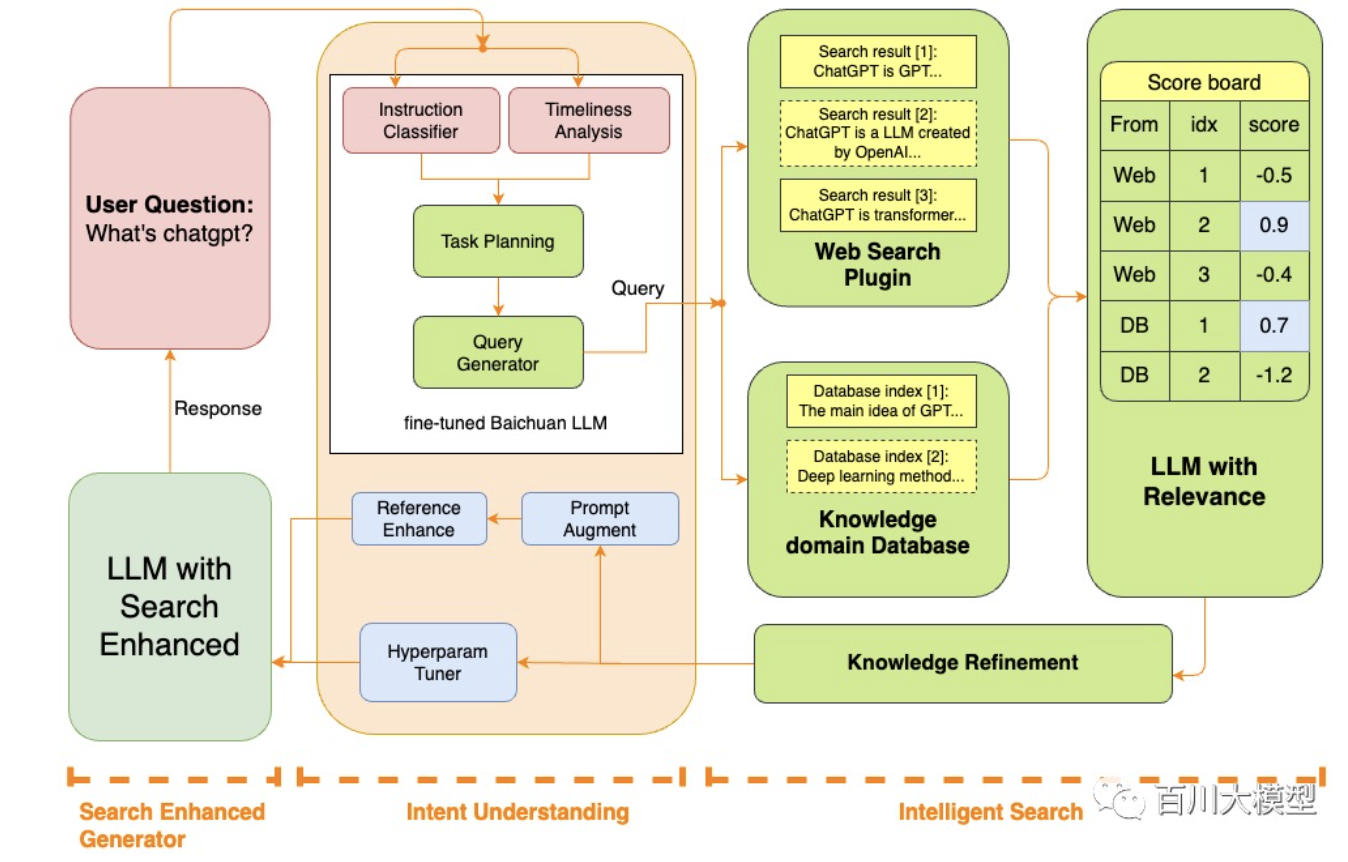 User Question:
What's chatgpt?
Response
LLM with
Search
Enhanced
Instruction
Classifier
Timeliness
Analysis
Task Planning
Query
Generator
fine-tuned Baichuan LLM
Query
Reference
Enhance
Prompt
Augment
Hyperparam
Tuner
Search result [1]:
ChatGPT is GPT...
Search result [2]:
ChatGPT is a LLM created
by OpenAI...
Search result [3]:
ChatGPT is transformer...
Web Search
Plugin
Database index [1]:
The main idea of GPT...
Database index [2]:
Deep learning method...
Knowledge
domain Database
Score board
From idx score
Web 1 -0.5
Web 2 0.9
Web 3 -0.4
DB 1 0.7
DB 2 -1.2
LLM with
Relevance
Knowledge Refinement
Search Enhanced
Generator
Intent Understanding
Intelligent Search
百川大模型